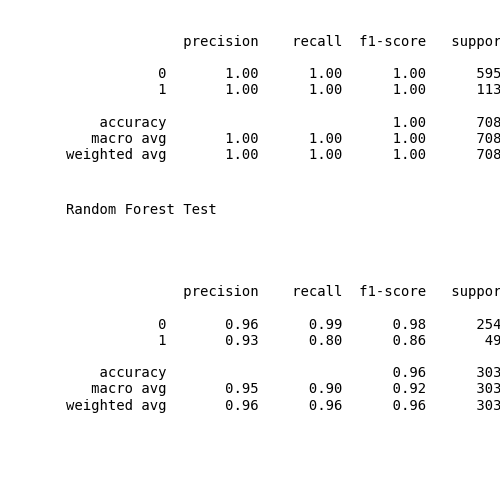 precision recall f1-score suppor
0 1.00 1.00 1.00 595
1 1.00 1.00 1.00 113
accuracy 1.00 708
macro avg 1.00 1.00 1.00 708
weighted avg 1.00 1.00 1.00 708
Random Forest Test
precision recall f1-score suppor
0 0.96 0.99 0.98 254
1 0.93 0.80 0.86 49
accuracy 0.96 303
macro avg 0.95 0.90 0.92 303
weighted avg 0.96 0.96 0.96 303